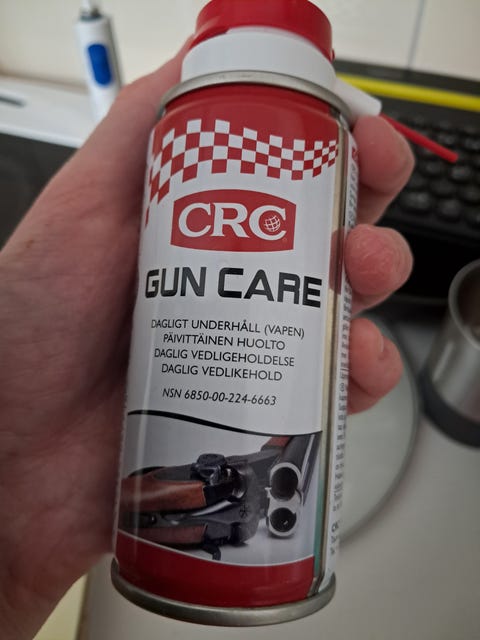 CRC
GUN CARE
DAGLIGT UNDERHÅLL (VAPEN)
PÄIVITTÄINEN HUOLTO
DAGLIG VEDLIGEHOLDELSE
DAGLIG VEDLIKEHOLD
NSN 6850-00-224-6663